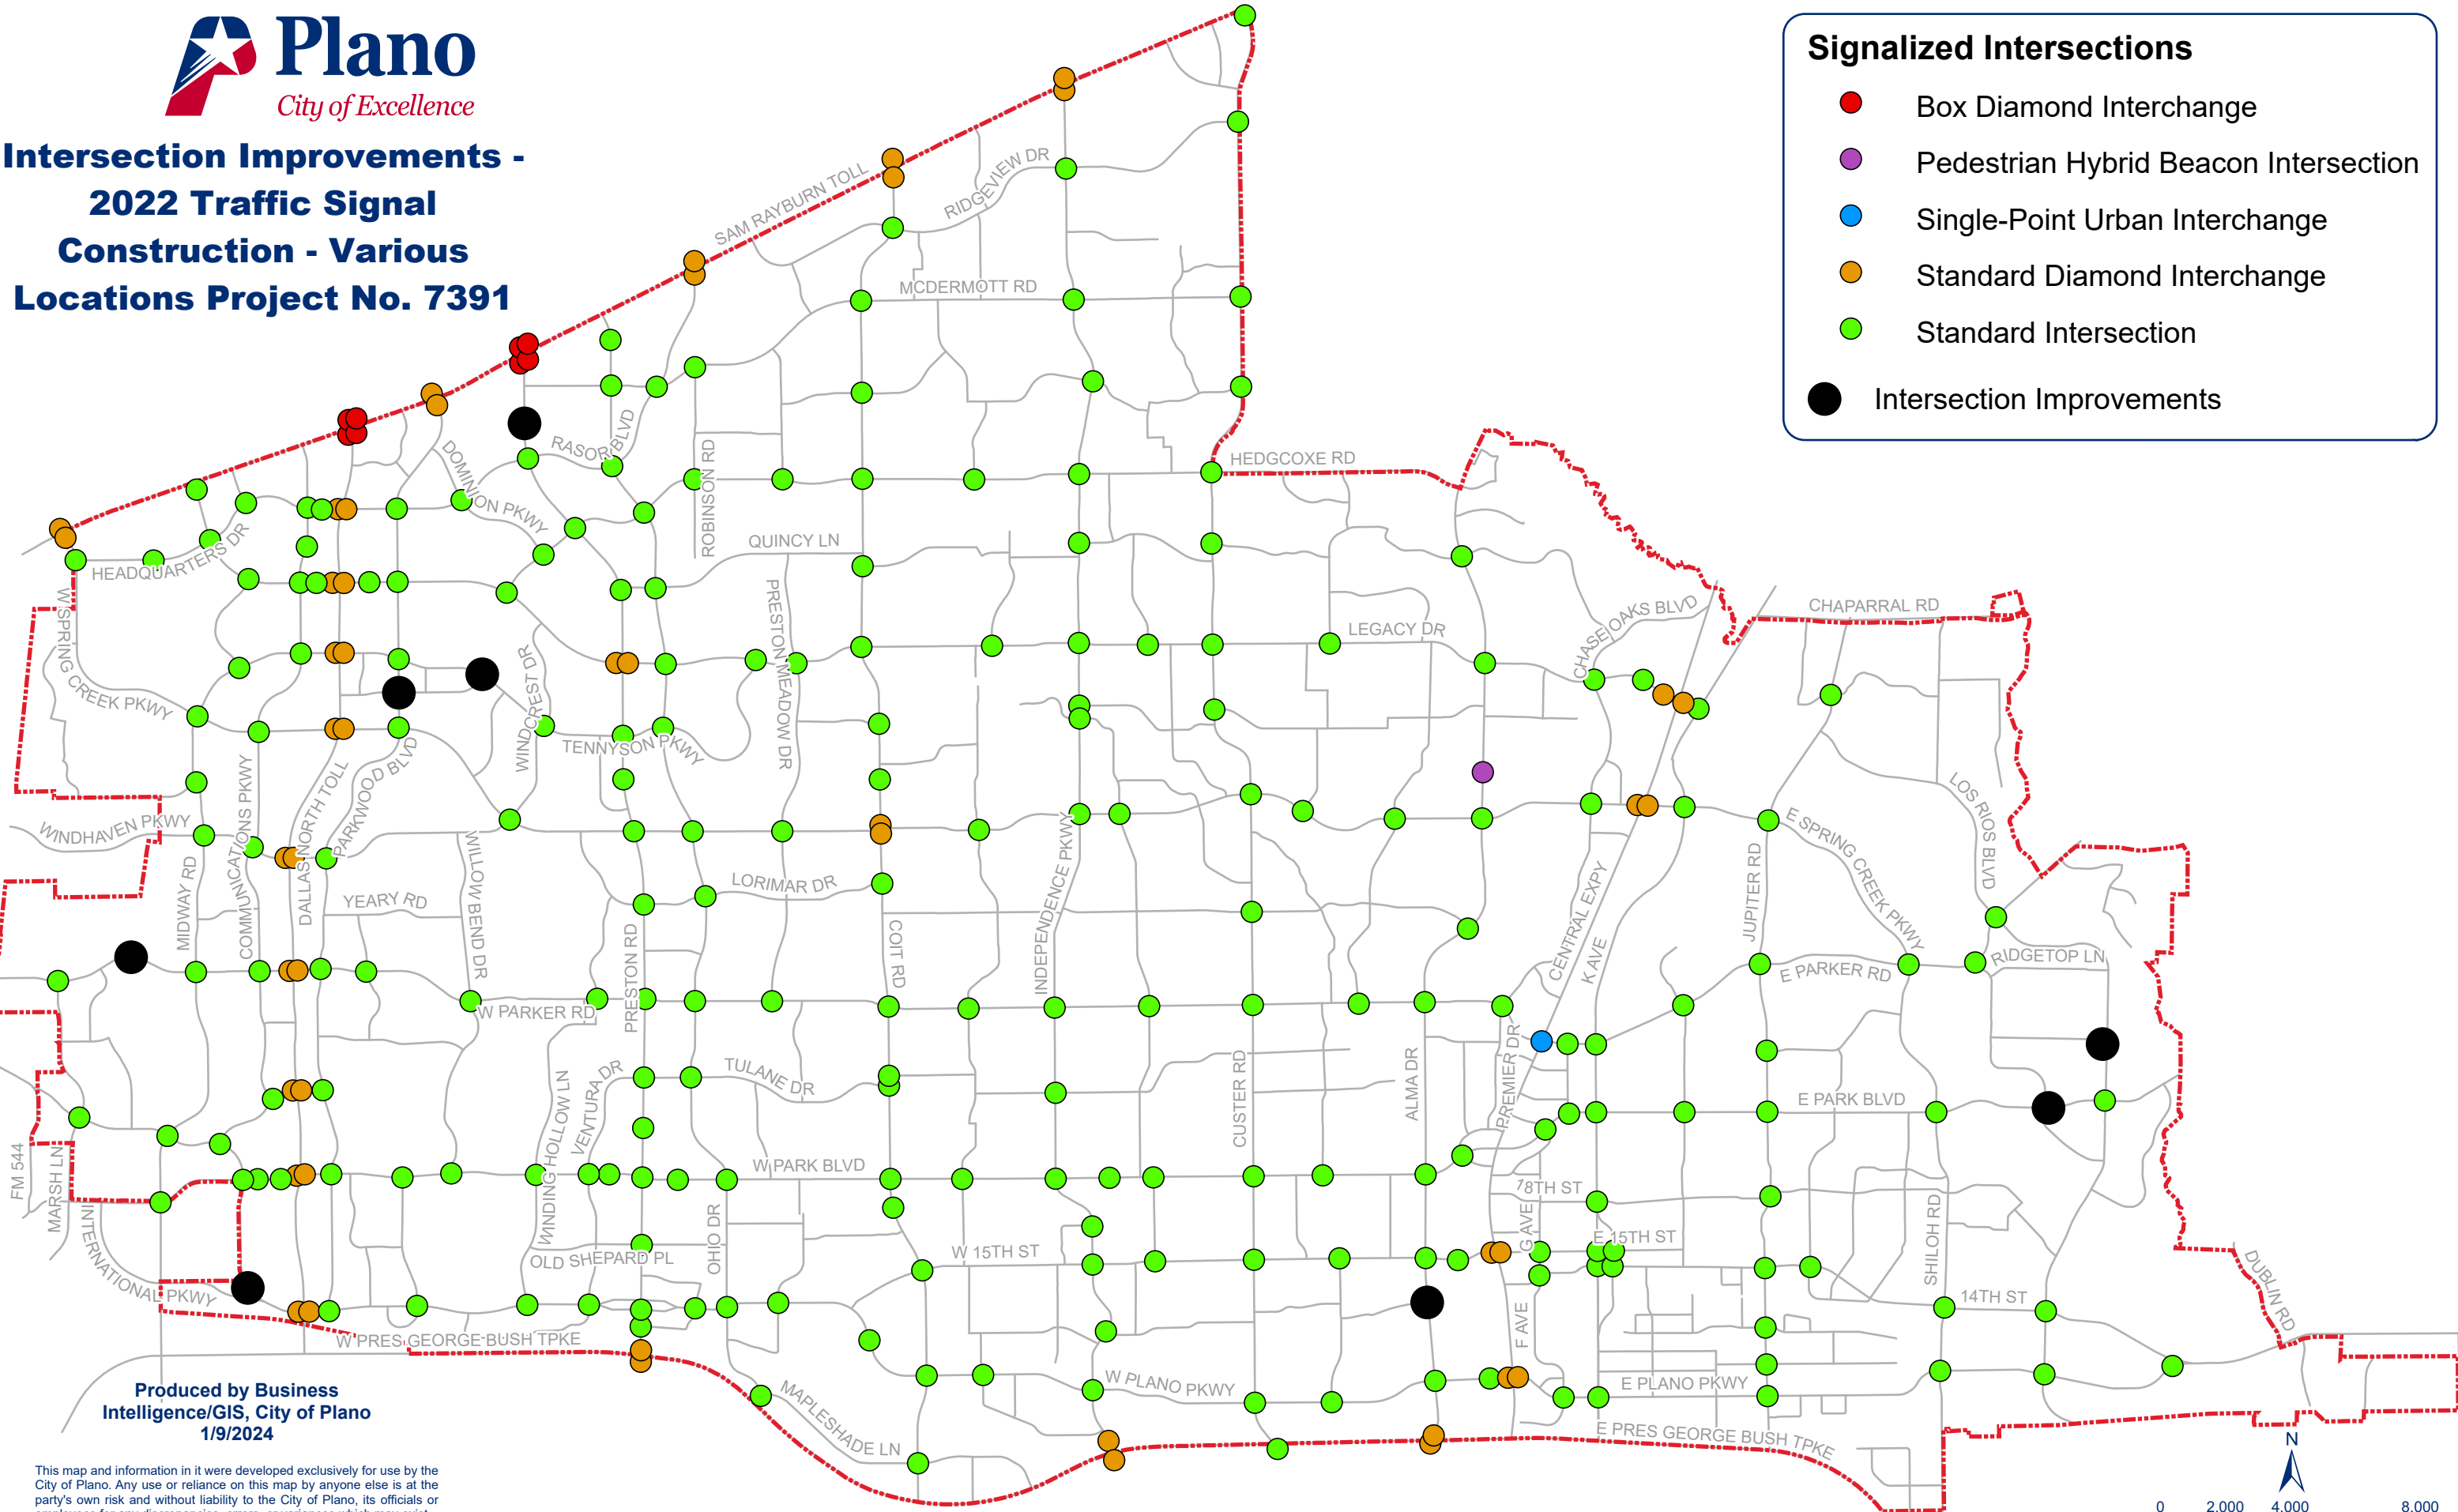 Plano
City of Excellence
Intersection Improvements -
2022 Traffic Signal
Construction - Various
Locations Project No. 7391
Signalized Intersections
Box Diamond Interchange
Pedestrian Hybrid Beacon Intersection
Single-Point Urban Interchange
Standard Diamond Interchange
Standard Intersection
Intersection Improvements
SAM RAYBURN TOLL
RIDGEVIEW DR
MCDERMOTT RD
RASOR BLVD
DOMINION PKWY
ROBINSON RD
HEDGCOXE RD
HEADQUARTERS DR
QUINCY LN
W SPRING CREEK PKWY
PRESTON MEADOW DR
LEGACY DR
CHASE OAKS BLVD
CHAPARRAL RD
WINDCREST DR
TENNYSON PKWY
WINDHAVEN PKWY
COMMUNICATIONS PKWY
DALLAS NORTH TOLL
PARKWOOD BLVD
MIDWAY RD
WILLOW BEND DR
YEARY RD
LORIMAR DR
COIT RD
INDEPENDENCE PKWY
CENTRAL EXPY
K AVE
JUPITER RD
E SPRING CREEK PKWY
LOS RIOS BLVD
E PARKER RD
RIDGETOP LN
W PARKER RD
PRESTON RD
WINDING HOLLOW LN
VENTURA DR
TULANE DR
CUSTER RD
ALMA DR
PREMIER DR
E PARK BLVD
FM 544
MARSH LN
INTERNATIONAL PKWY
W PARK BLVD
18TH ST
G AVE
E 15TH ST
SHILOH RD
OLD SHEPARD PL
OHIO DR
W 15TH ST
F AVE
14TH ST
DUBLIN RD
W PRES GEORGE BUSH TPKE
MAPLESHADE LN
W PLANO PKWY
E PLANO PKWY
E PRES GEORGE BUSH TPKE
Produced by Business
Intelligence/GIS, City of Plano
1/9/2024
This map and information in it were developed exclusively for use by the
City of Plano. Any use or reliance on this map by anyone else is at the
party's own risk and without liability to the City of Plano, its officials or
N
0 2,000 4,000 8,000